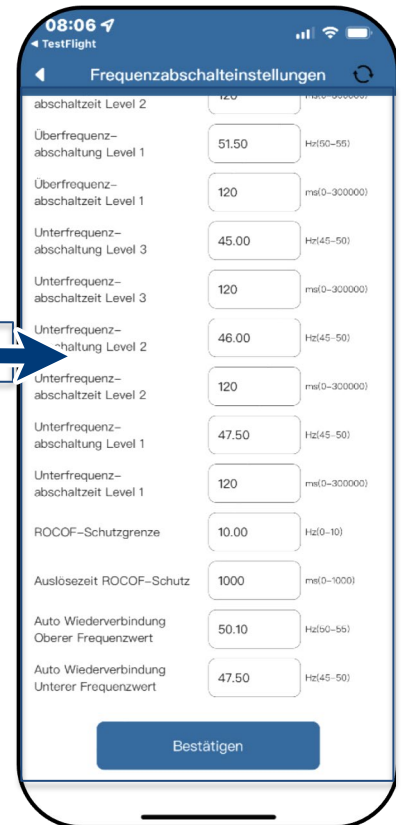 08:06
◄ TestFlight
Frequenzabschalteinstellungen
abschaltzeit Level 2
120
Überfrequenz–
abschaltung Level 1
51.50
Hz(50–55)
Überfrequenz–
abschaltzeit Level 1
120
ms(0–300000)
Unterfrequenz–
abschaltung Level 3
45.00
Hz(45–50)
Unterfrequenz–
abschaltzeit Level 3
120
ms(0–300000)
Unterfrequenz–
haltung Level 2
46.00
Hz(45–50)
Unterfrequenz–
abschaltzeit Level 2
120
ms(0–300000)
Unterfrequenz–
abschaltung Level 1
47.50
Hz(45–50)
Unterfrequenz–
abschaltzeit Level 1
120
ms(0–300000)
ROCOF–Schutzgrenze
10.00
Hz(0–10)
Auslösezeit ROCOF–Schutz
1000
ms(0–1000)
Auto Wiederverbindung
Oberer Frequenzwert
50.10
Hz(50–55)
Auto Wiederverbindung
Unterer Frequenzwert
47.50
Hz(45–50)
Bestätigen